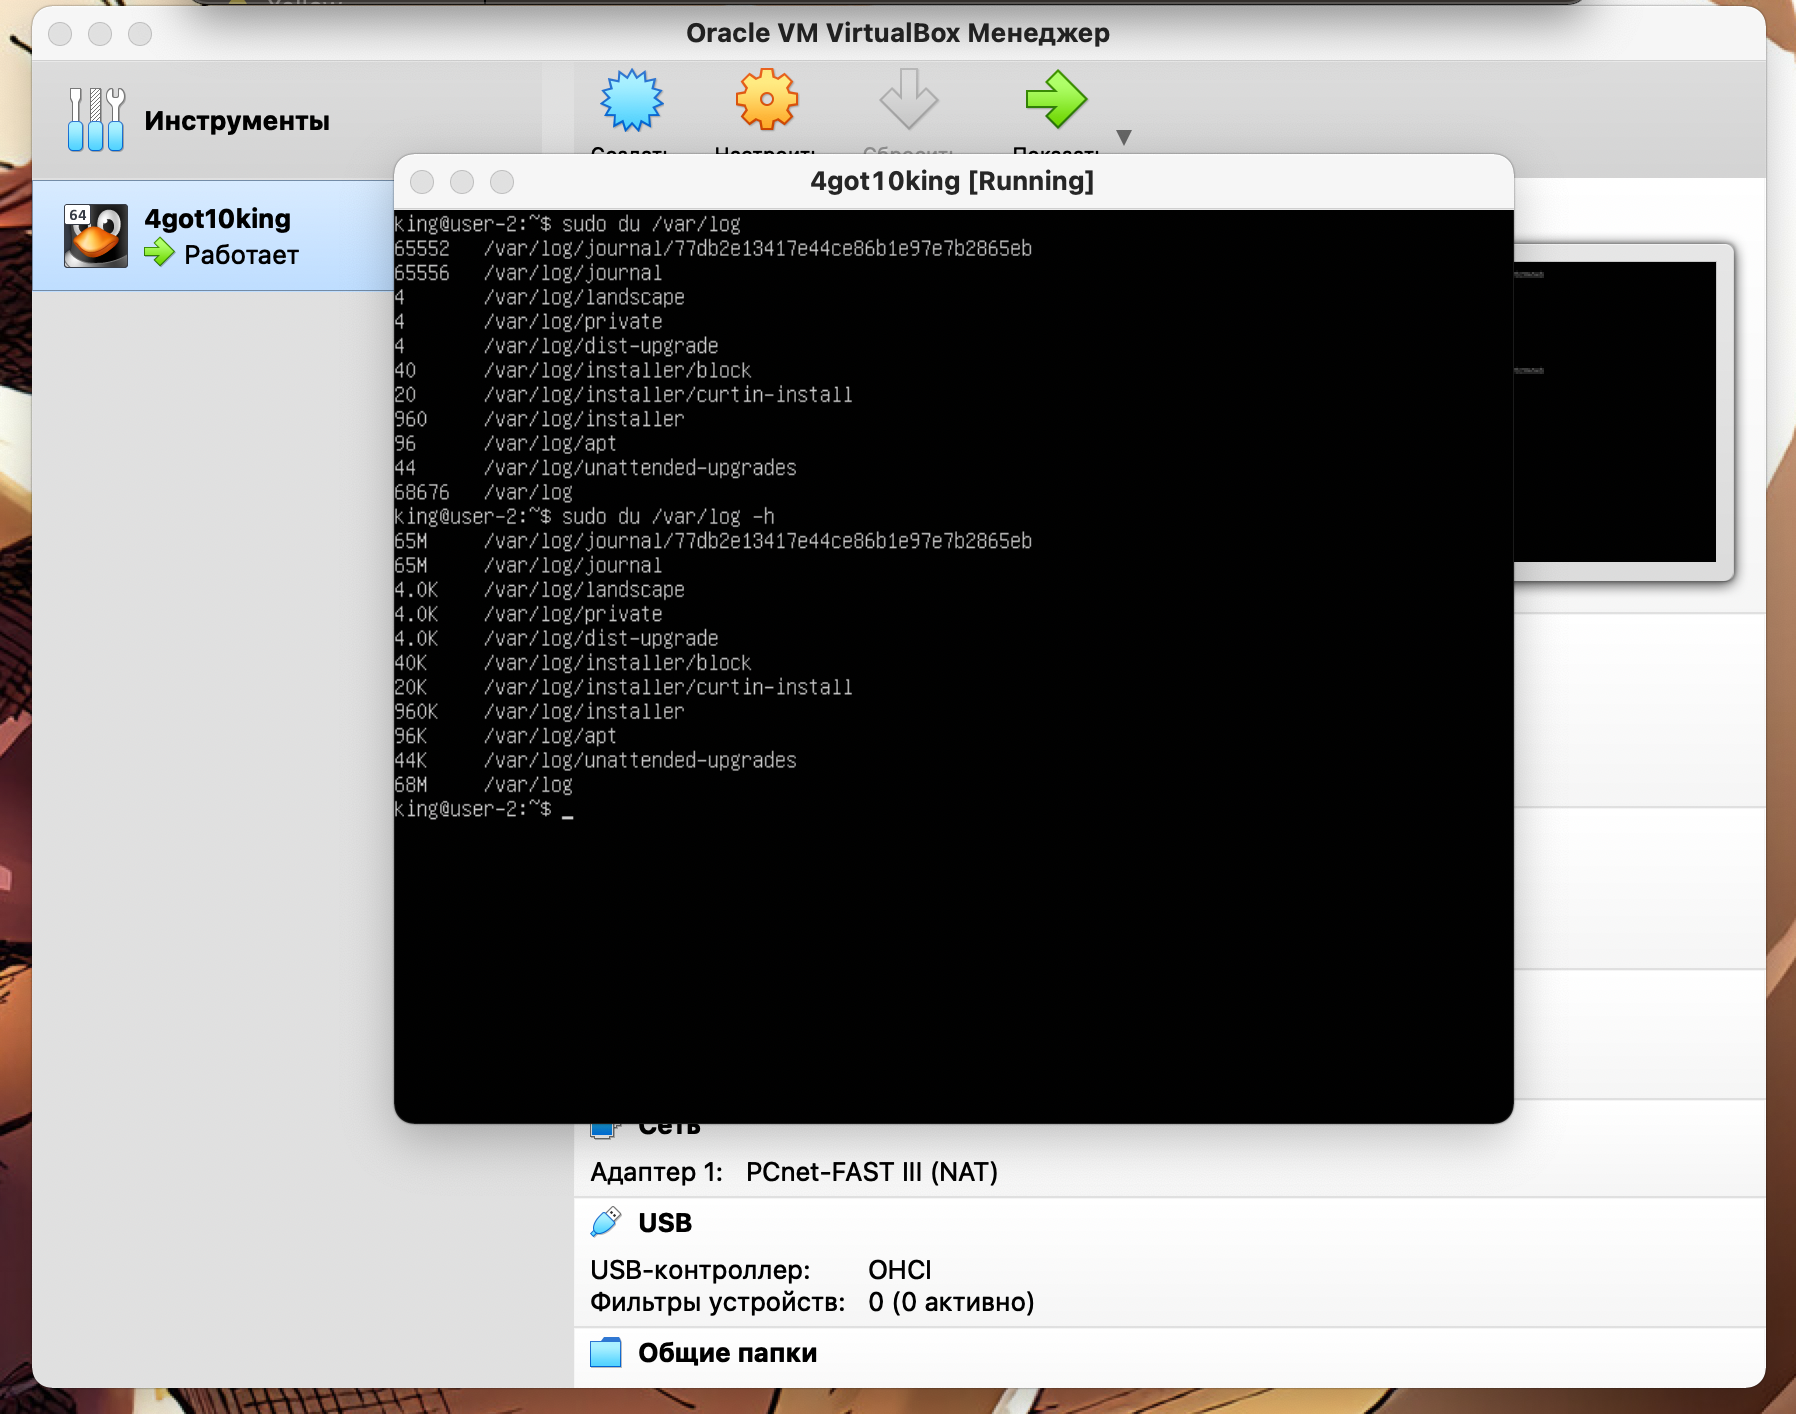 Oracle VM VirtualBox Менеджер
Инструменты
Создать
Настроить
Сбросить
Показать
64
4got10king
Работает
4got10king [Running]
king@user-2:~$ sudo du /var/log
65552 /var/log/journal/77db2e13417e44ce86b1e97e7b2865eb
65556 /var/log/journal
4 /var/log/landscape
4 /var/log/private
4 /var/log/dist-upgrade
40 /var/log/installer/block
20 /var/log/installer/curtin-install
960 /var/log/installer
96 /var/log/apt
44 /var/log/unattended-upgrades
68676 /var/log
king@user-2:~$ sudo du /var/log -h
65M /var/log/journal/77db2e13417e44ce86b1e97e7b2865eb
65M /var/log/journal
4.0K /var/log/landscape
4.0K /var/log/private
4.0K /var/log/dist-upgrade
40K /var/log/installer/block
20K /var/log/installer/curtin-install
960K /var/log/installer
96K /var/log/apt
44K /var/log/unattended-upgrades
68M /var/log
king@user-2:~$ _
Сеть
Адаптер 1: PCnet-FAST III (NAT)
USB
USB-контроллер: OHCI
Фильтры устройств: 0 (0 активно)
Общие папки